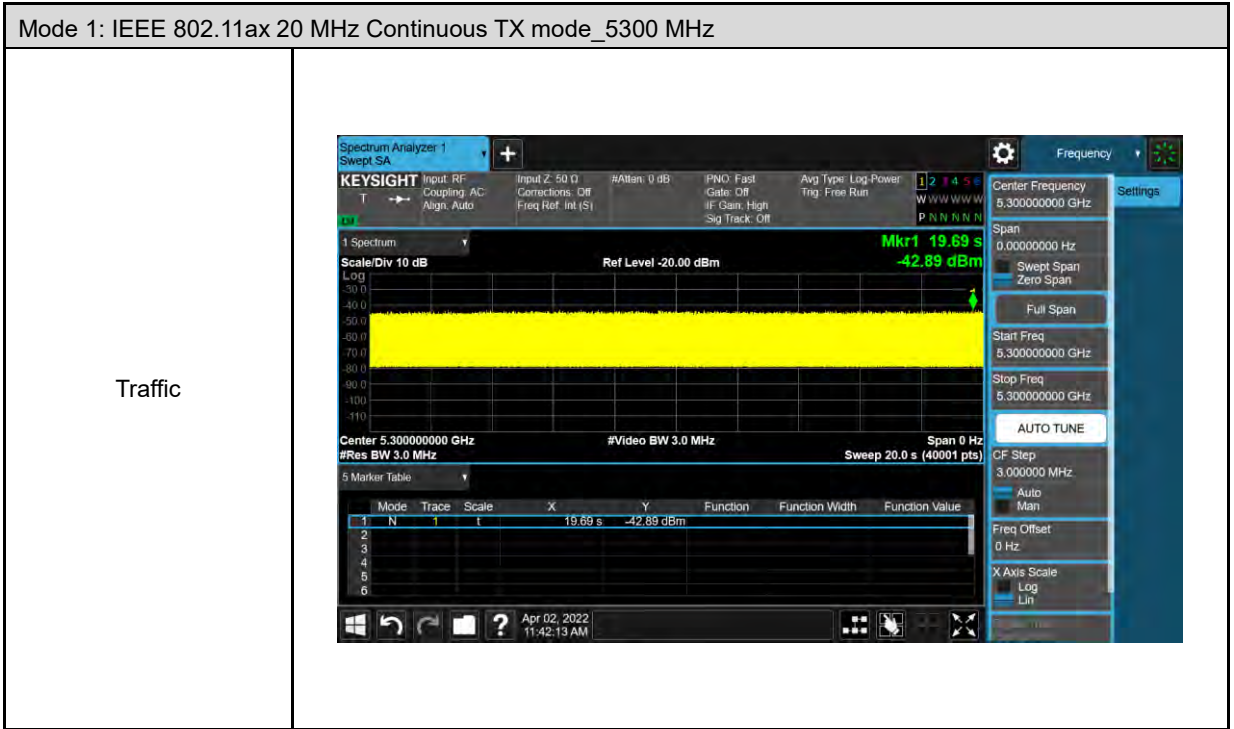 Mode 1: IEEE 802.11ax 20 MHz Continuous TX mode_5300 MHz
Traffic
Spectrum Analyzer 1
Swept SA
Frequency
KEYSIGHT
Input: RF
Coupling: AC
Align: Auto
Input Z: 50 Ω
Corrections: Off
Freq Ref: Int (S)
#Atten: 0 dB
PNO: Fast
Gate: Off
IF Gain: High
Sig Track: Off
Avg Type: Log-Power
Trig: Free Run
1 2 3 4 5 6
W W W W W W
P N N N N N
Center Frequency
5.300000000 GHz
Settings
1 Spectrum
Mkr1 19.69 s
Scale/Div 10 dB
Ref Level -20.00 dBm
-42.89 dBm
Log
-30.0
-40.0
-50.0
-60.0
-70.0
-80.0
-90.0
-100
-110
Center 5.300000000 GHz
#Video BW 3.0 MHz
Span 0 Hz
#Res BW 3.0 MHz
Sweep 20.0 s (40001 pts)
Span
0.00000000 Hz
Swept Span
Zero Span
Full Span
Start Freq
5.300000000 GHz
Stop Freq
5.300000000 GHz
AUTO TUNE
CF Step
3.000000 MHz
Auto
Man
Freq Offset
0 Hz
X Axis Scale
Log
Lin
5 Marker Table
Mode Trace Scale X Y Function Function Width Function Value
1 N 1 t 19.69 s -42.89 dBm
2
3
4
5
6
Apr 02, 2022
11:42:13 AM